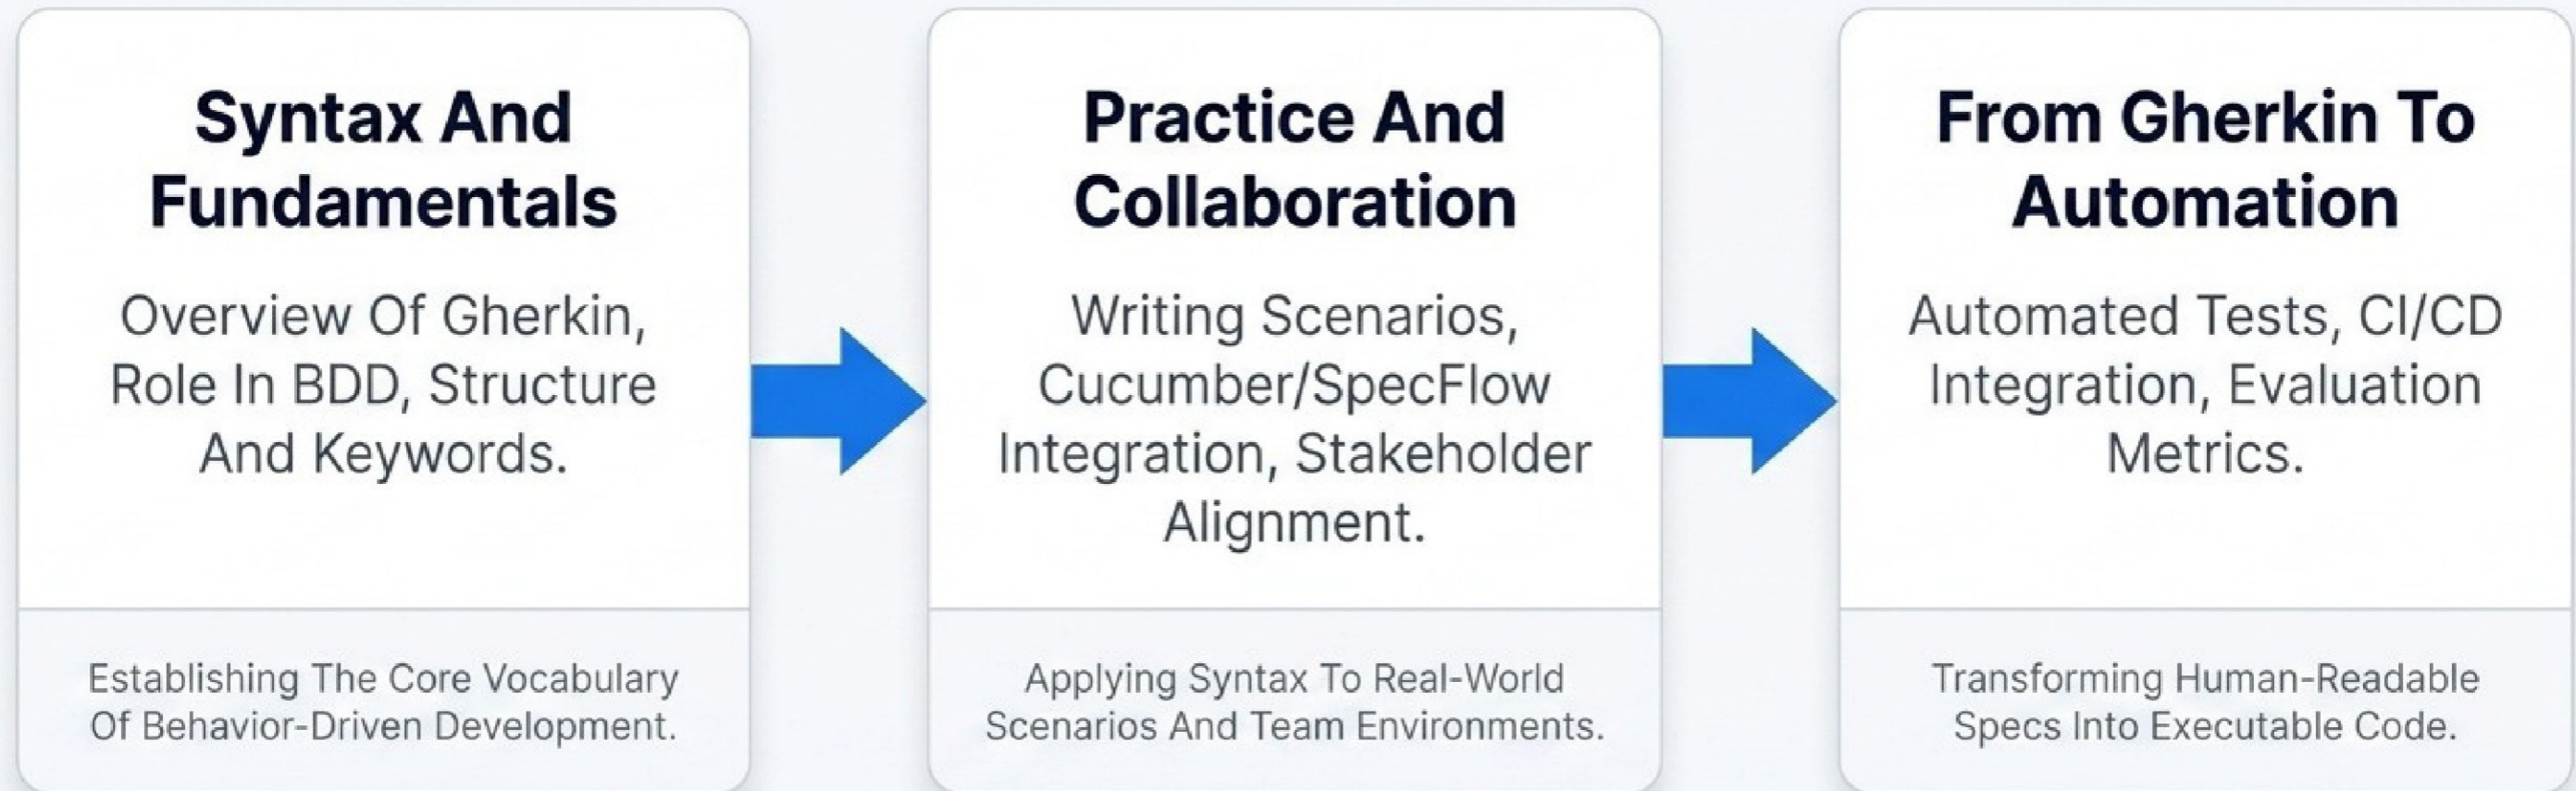 Syntax And
Fundamentals
Overview Of Gherkin,
Role In BDD, Structure
And Keywords.
Establishing The Core Vocabulary
Of Behavior-Driven Development.
Practice And
Collaboration
Writing Scenarios,
Cucumber/SpecFlow
Integration, Stakeholder
Alignment.
Applying Syntax To Real-World
Scenarios And Team Environments.
From Gherkin To
Automation
Automated Tests, CI/CD
Integration, Evaluation
Metrics.
Transforming Human-Readable
Specs Into Executable Code.